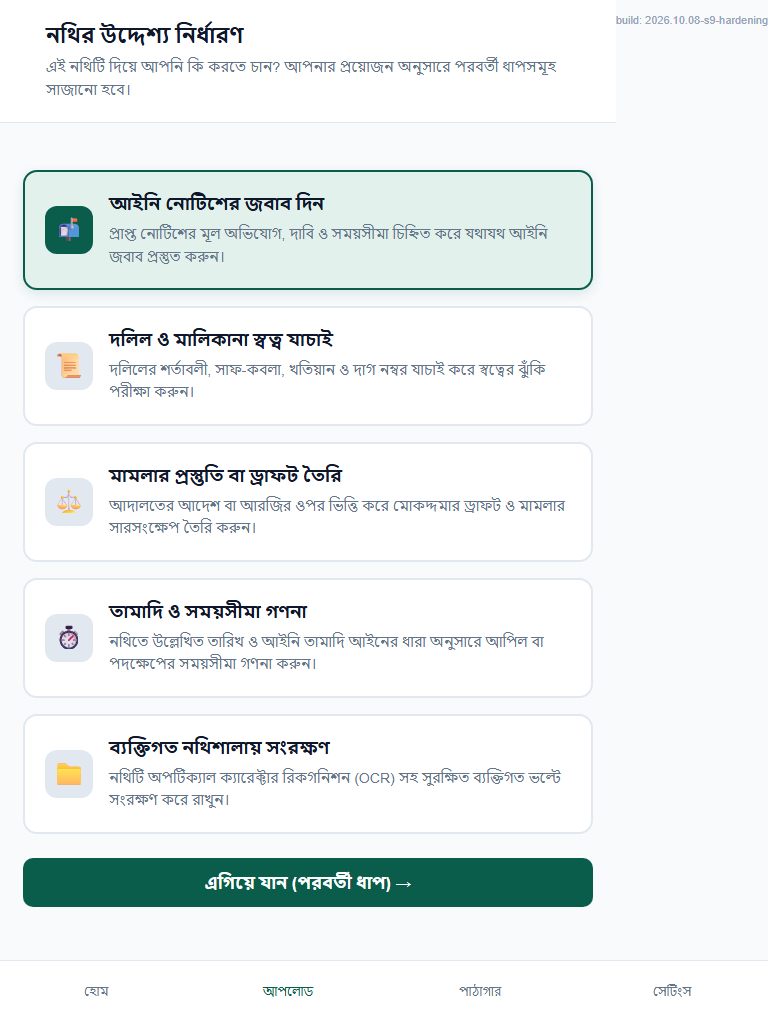 নথির উদ্দেশ্য নির্ধারণ
build: 2026.10.08-s9-hardening
এই নথিটি দিয়ে আপনি কি করতে চান? আপনার প্রয়োজন অনুসারে পরবর্তী ধাপসমূহ
সাজানো হবে।
আইনি নোটিশের জবাব দিন
প্রাপ্ত নোটিশের মূল অভিযোগ, দাবি ও সময়সীমা চিহ্নিত করে যথাযথ আইনি
জবাব প্রস্তুত করুন।
দলিল ও মালিকানা স্বত্ব যাচাই
দলিলের শর্তাবলী, সাফ-কবলা, খতিয়ান ও দাগ নম্বর যাচাই করে স্বত্বের ঝুঁকি
পরীক্ষা করুন।
মামলার প্রস্তুতি বা ড্রাফট তৈরি
আদালতের আদেশ বা আরজির ওপর ভিত্তি করে মোকদ্দমার ড্রাফট ও মামলার
সারসংক্ষেপ তৈরি করুন।
তামাদি ও সময়সীমা গণনা
নথিতে উল্লেখিত তারিখ ও আইনি তামাদি আইনের ধারা অনুসারে আপিল বা
পদক্ষেপের সময়সীমা গণনা করুন।
ব্যক্তিগত নথিশালায় সংরক্ষণ
নথিটি অপটিক্যাল ক্যারেক্টার রিকগনিশন (OCR) সহ সুরক্ষিত ব্যক্তিগত ভল্টে
সংরক্ষণ করে রাখুন।
এগিয়ে যান (পরবর্তী ধাপ) →
হোম
আপলোড
পাঠাগার
সেটিংস